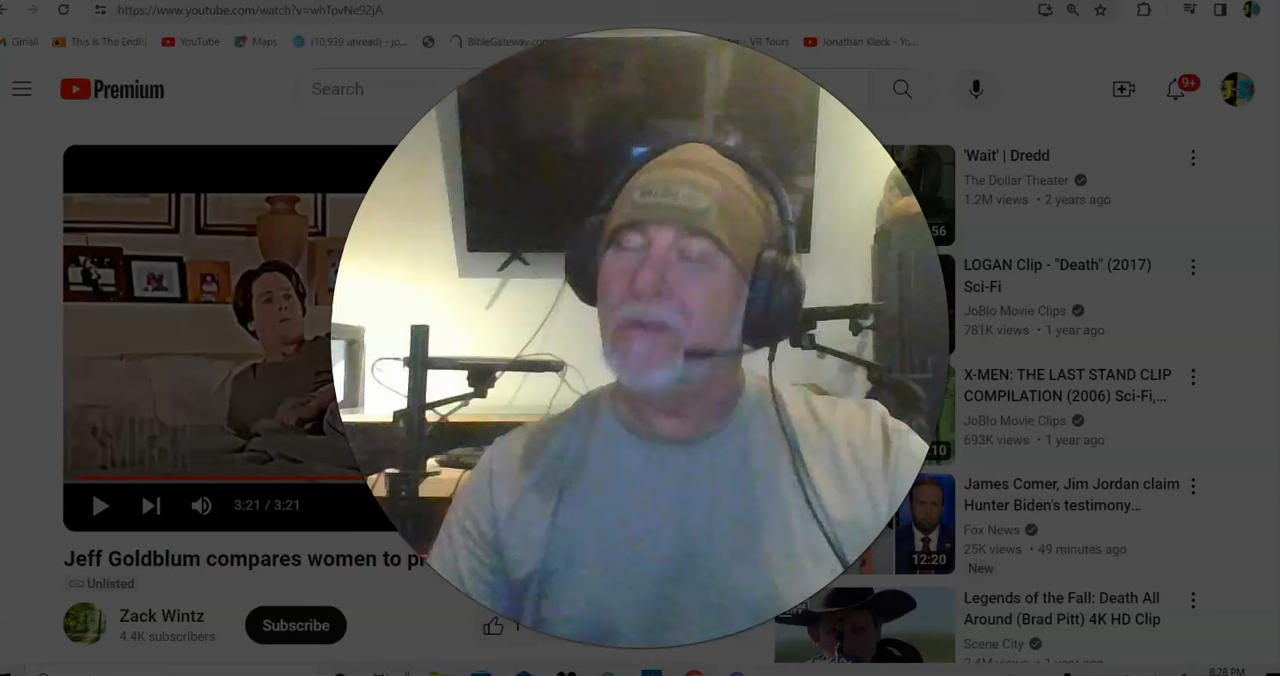 https://www.youtube.com/watch?v=whTpvNe92jA
Gmail
This Is The End!!!
YouTube
Maps
(10,939 unread) - jo...
BibleGateway.com
- VR Tours
Jonathan Kleck - Yo...
Premium
Search
9+
'Wait' | Dredd
The Dollar Theater
1.2M views • 2 years ago
56
LOGAN Clip - "Death" (2017)
Sci-Fi
JoBlo Movie Clips
781K views • 1 year ago
X-MEN: THE LAST STAND CLIP
COMPILATION (2006) Sci-Fi,...
JoBlo Movie Clips
693K views • 1 year ago
:10
James Comer, Jim Jordan claim
Hunter Biden's testimony...
Fox News
25K views • 49 minutes ago
New
12:20
Legends of the Fall: Death All
Around (Brad Pitt) 4K HD Clip
Scene City
3:21 / 3:21
Jeff Goldblum compares women to
Unlisted
Zack Wintz
4.4K subscribers
Subscribe
1
8:28 PM